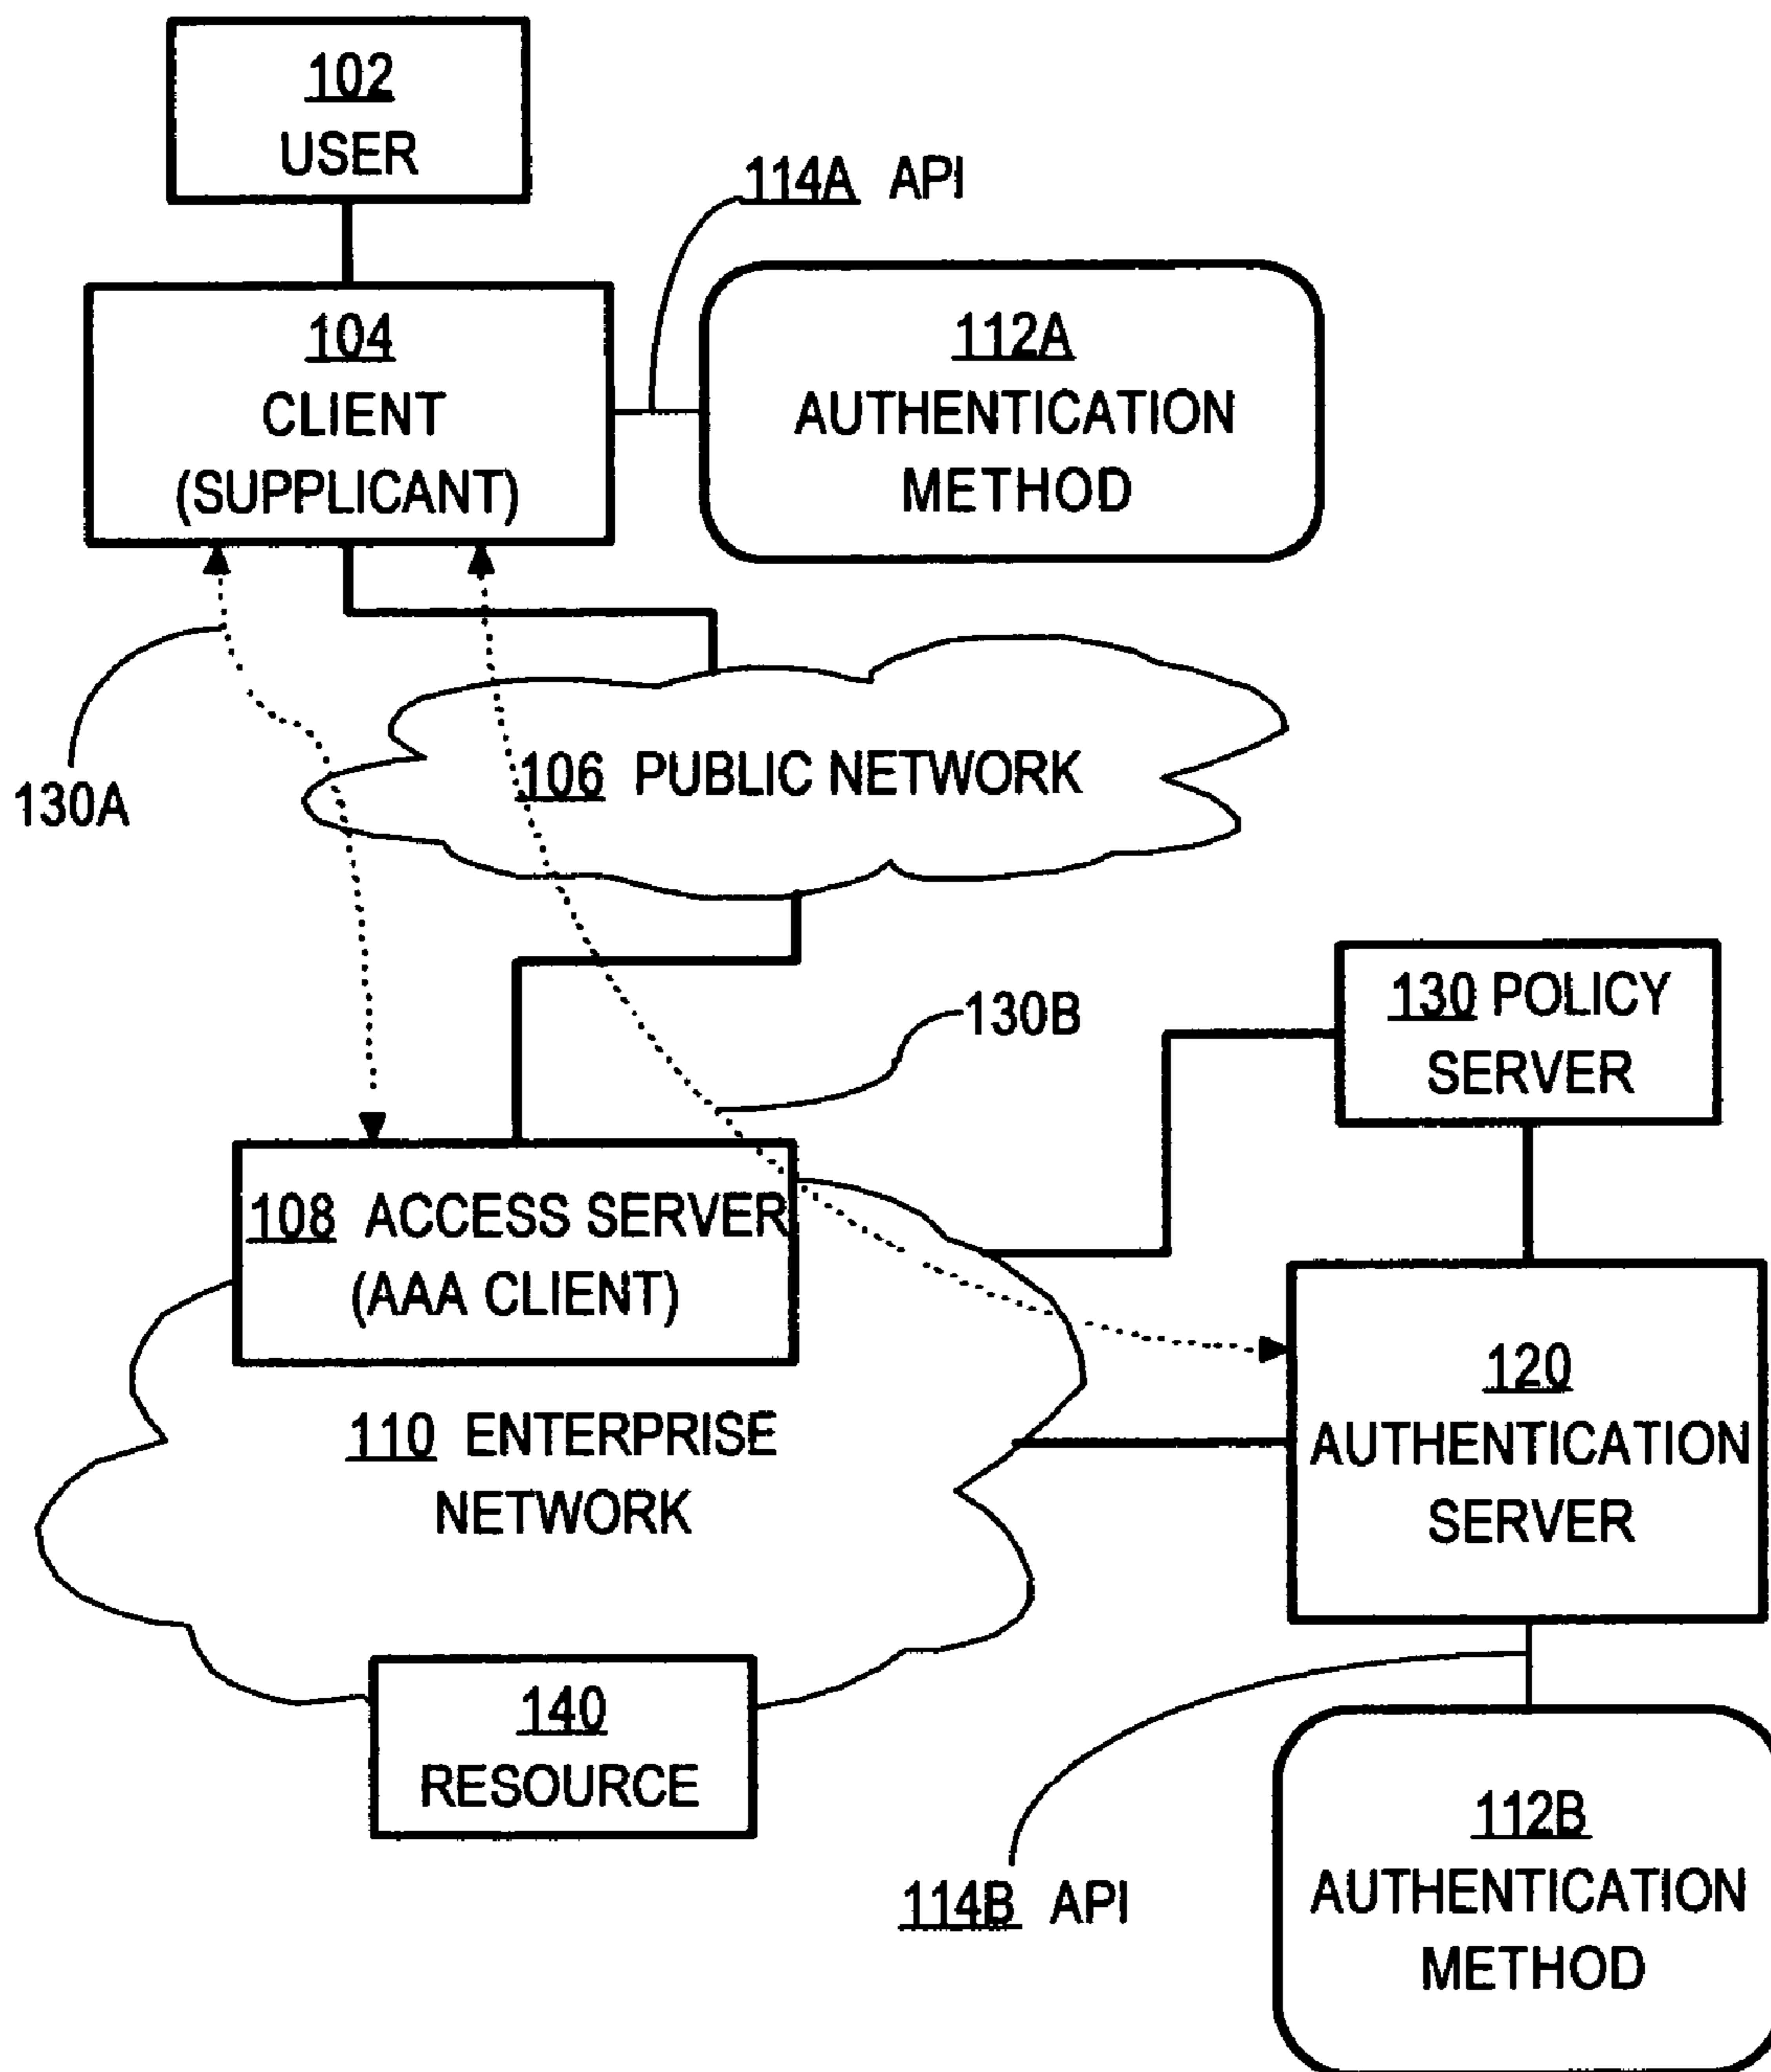 102
USER
114A API
104
CLIENT
(SUPPLICANT)
112A
AUTHENTICATION
METHOD
130A
106 PUBLIC NETWORK
130B
130 POLICY
SERVER
108 ACCESS SERVER
(AAA CLIENT)
110 ENTERPRISE
NETWORK
120
AUTHENTICATION
SERVER
140
RESOURCE
114B API
112B
AUTHENTICATION
METHOD